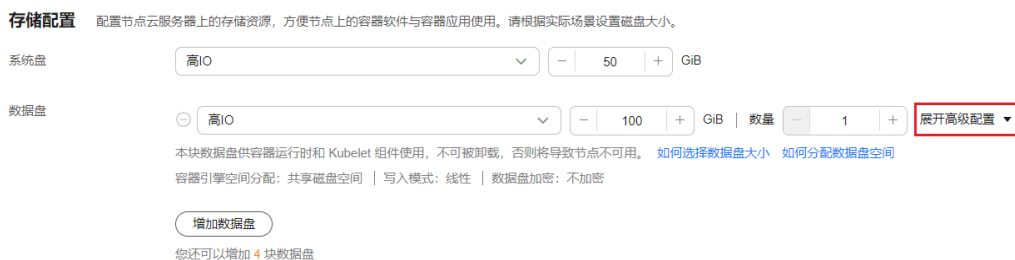 存储配置 配置节点云服务器上的存储资源，方便节点上的容器软件与容器应用使用。请根据实际场景设置磁盘大小。
系统盘 高IO 50 GiB
数据盘 高IO 100 GiB 数量 1 展开高级配置
本块数据盘供容器运行时和 Kubelet 组件使用，不可被卸载，否则将导致节点不可用。 如何选择数据盘大小 如何分配数据盘空间
容器引擎空间分配：共享磁盘空间 | 写入模式：线性 | 数据盘加密：不加密
增加数据盘
您还可以增加 4 块数据盘